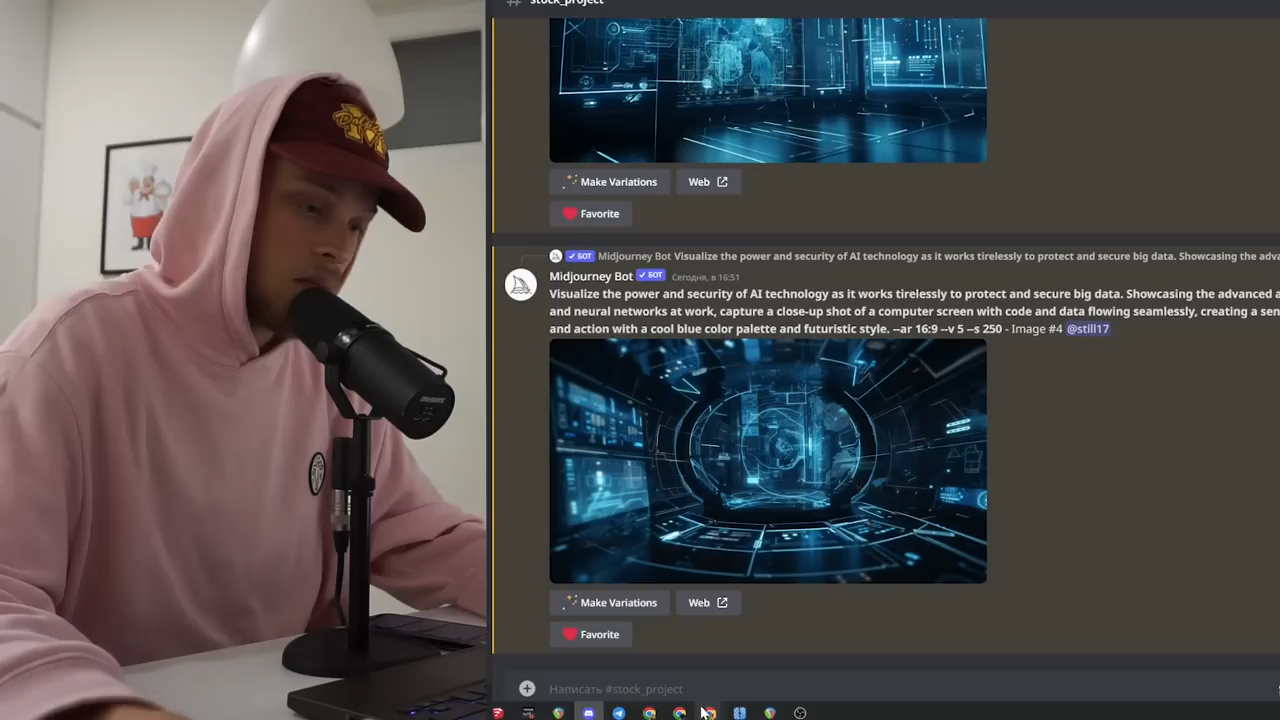 # stock_project
Make Variations
Web
Favorite
БОТ Midjourney Bot Visualize the power and security of AI technology as it works tirelessly to protect and secure big data. Showcasing the adva
Midjourney Bot БОТ Сегодня, в 16:51
Visualize the power and security of AI technology as it works tirelessly to protect and secure big data. Showcasing the advanced a
and neural networks at work, capture a close-up shot of a computer screen with code and data flowing seamlessly, creating a sen
and action with a cool blue color palette and futuristic style. --ar 16:9 --v 5 --s 250 - Image #4 @still17
Make Variations
Web
Favorite
Написать #stock_project